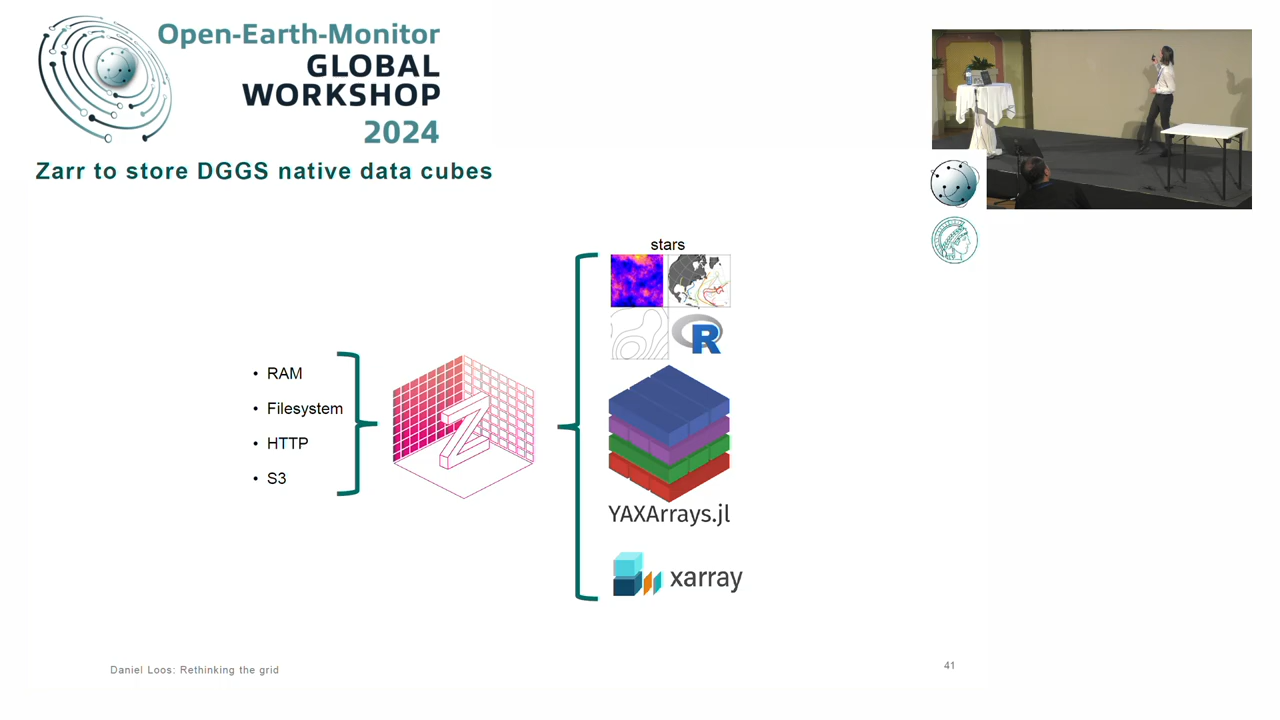 Open-Earth-Monitor
GLOBAL
WORKSHOP
2024
Zarr to store DGGS native data cubes
stars
R
• RAM
• Filesystem
• HTTP
• S3
Z
YAXArrays.jl
xarray
Daniel Loos: Rethinking the grid
41